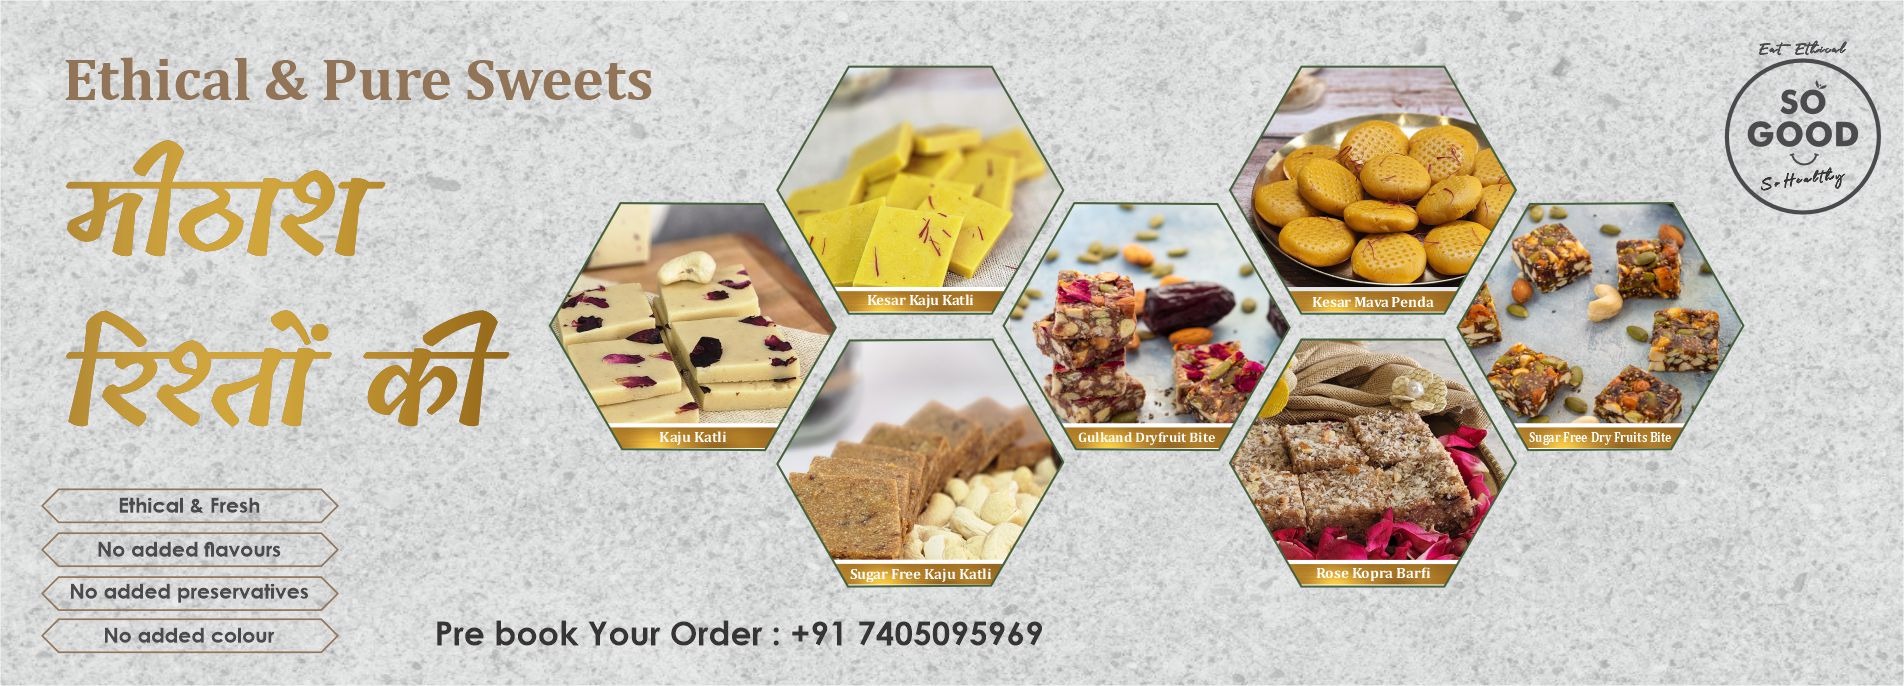 Ethical & Pure Sweets
मीठाश
रिश्तों की
Ethical & Fresh
No added flavours
No added preservatives
No added colour
Pre book Your Order : +91 7405095969
Kaju Katli
Kesar Kaju Katli
Sugar Free Kaju Katli
Gulkand Dryfruit Bite
Kesar Mava Penda
Rose Kopra Barfi
Sugar Free Dry Fruits Bite
Eat Ethical
SO
GOOD
So Healthy